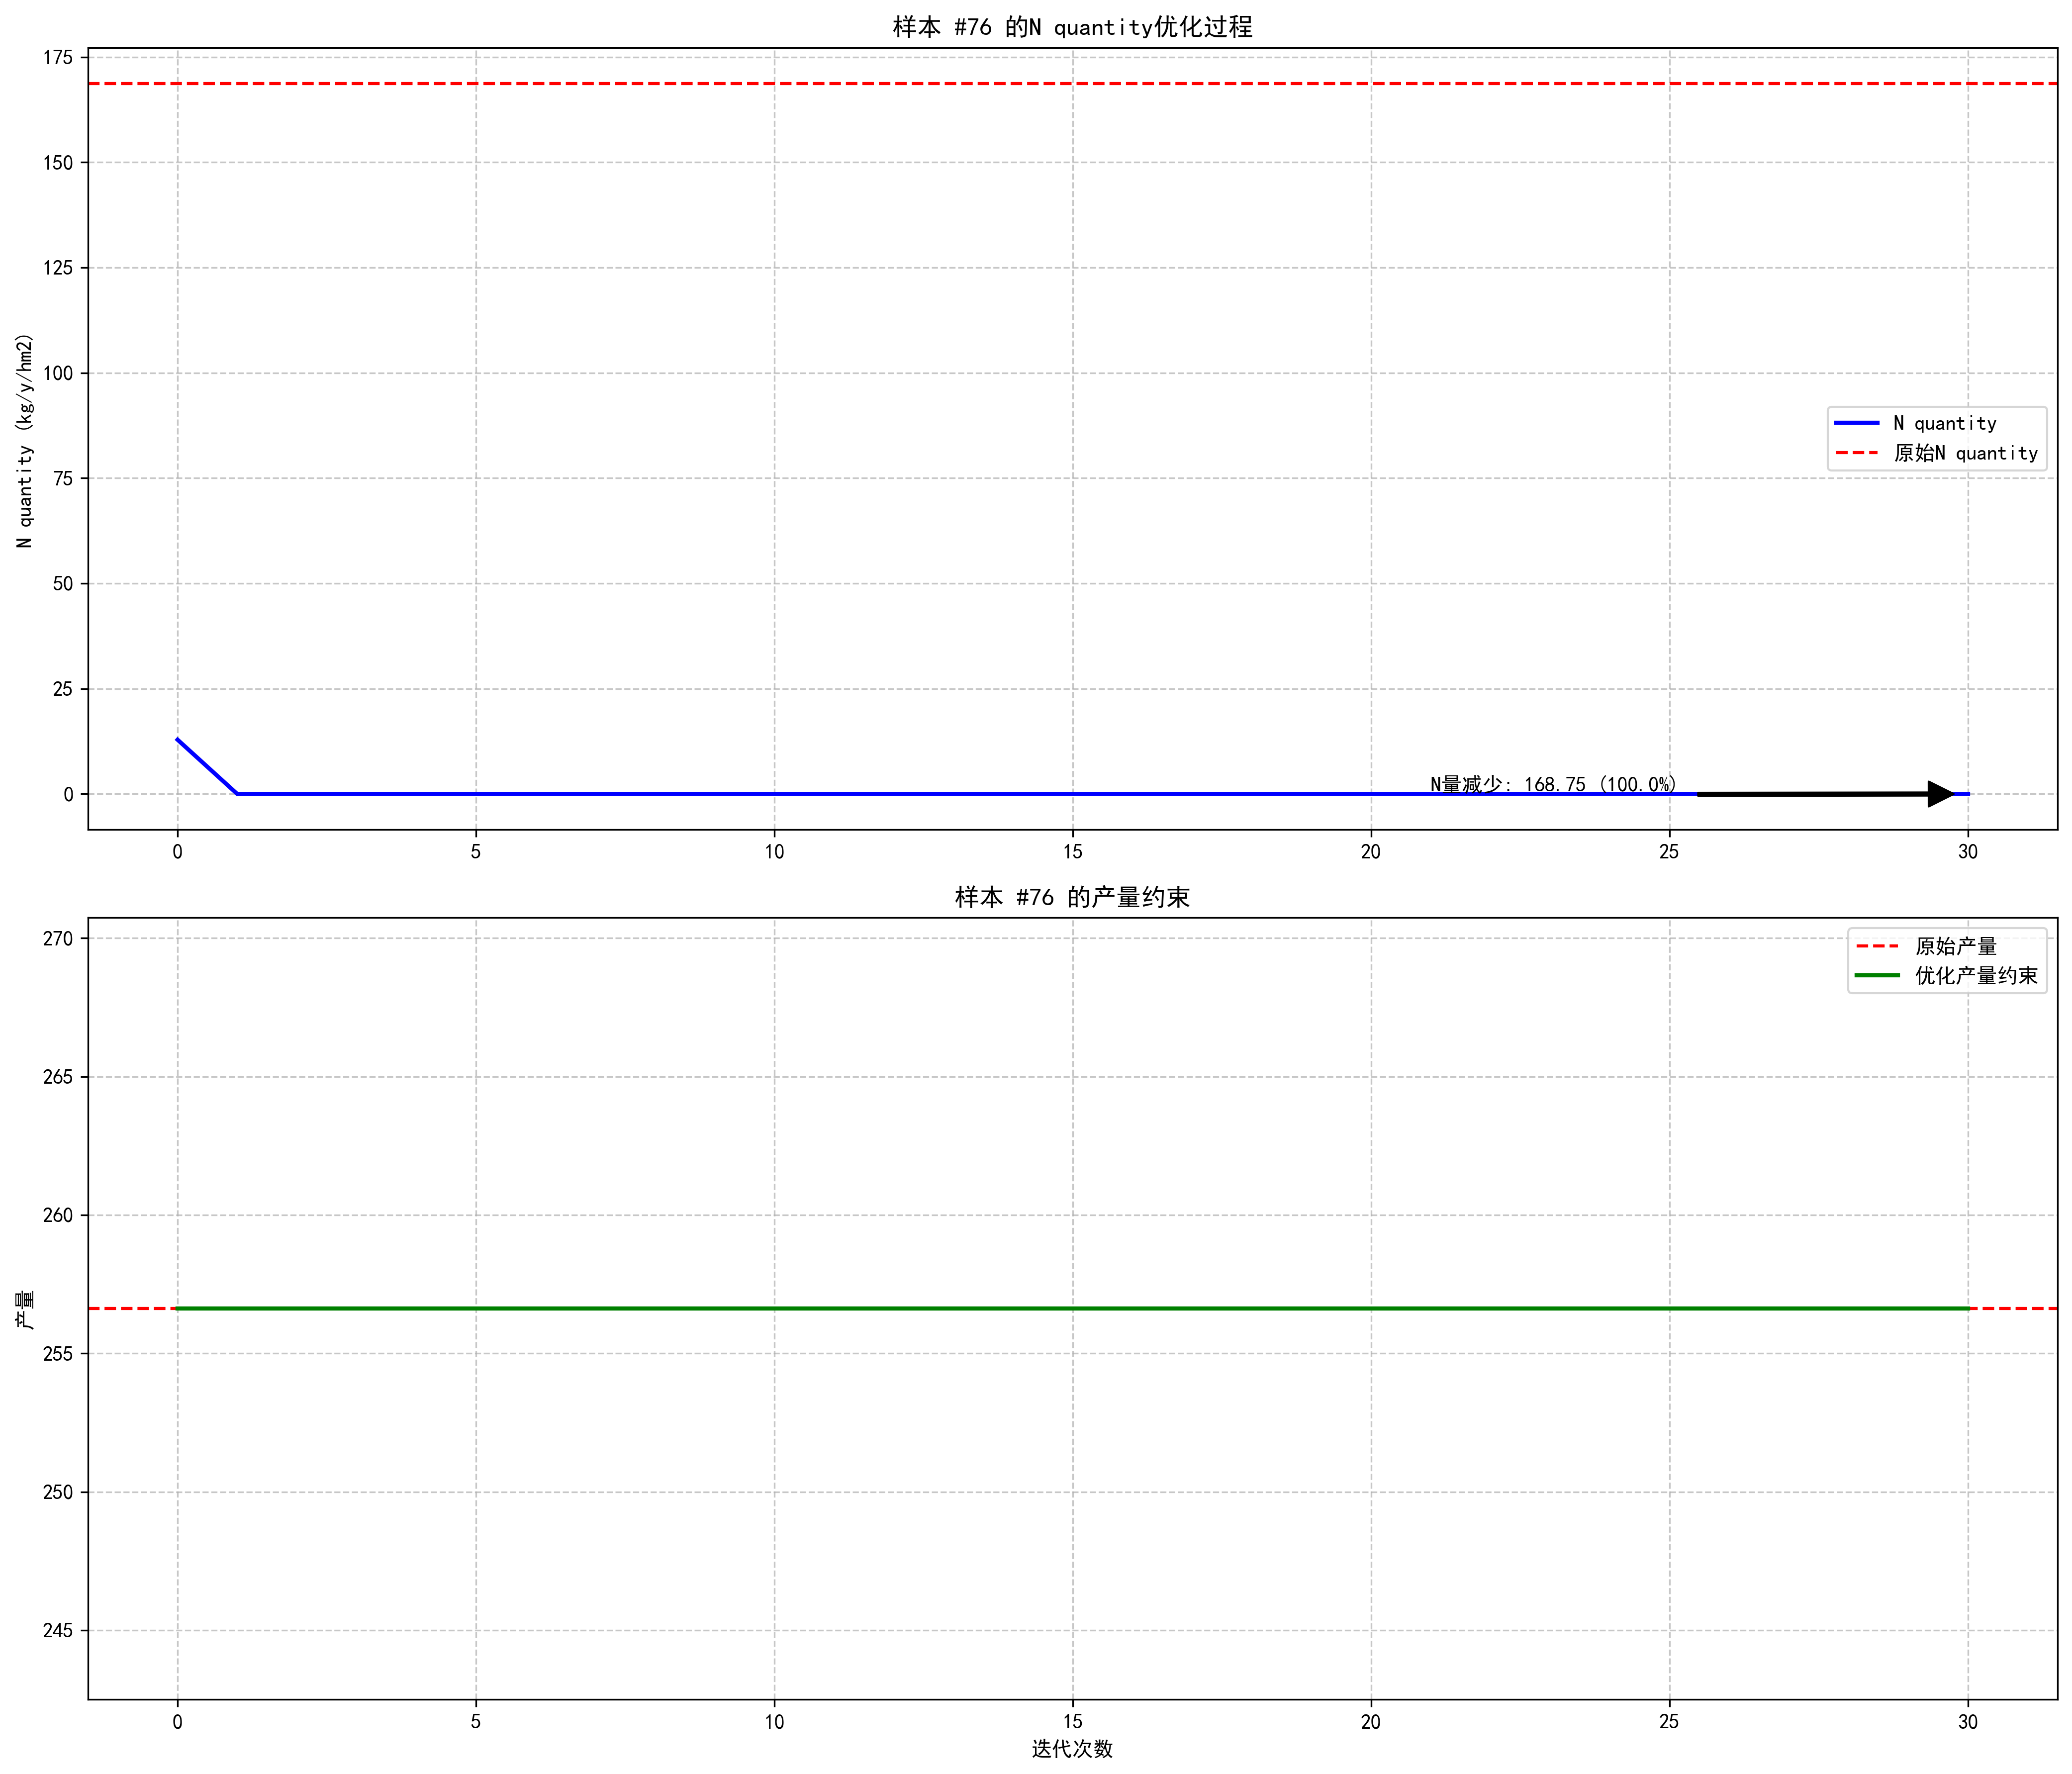 样本 #76 的N quantity优化过程
175
150
125
100
75
50
25
0
N quantity (kg/y/hm2)
N quantity
原始N quantity
N量减少: 168.75 (100.0%)
0 5 10 15 20 25 30
样本 #76 的产量约束
270
265
260
255
250
245
产量
原始产量
优化产量约束
0 5 10 15 20 25 30
迭代次数